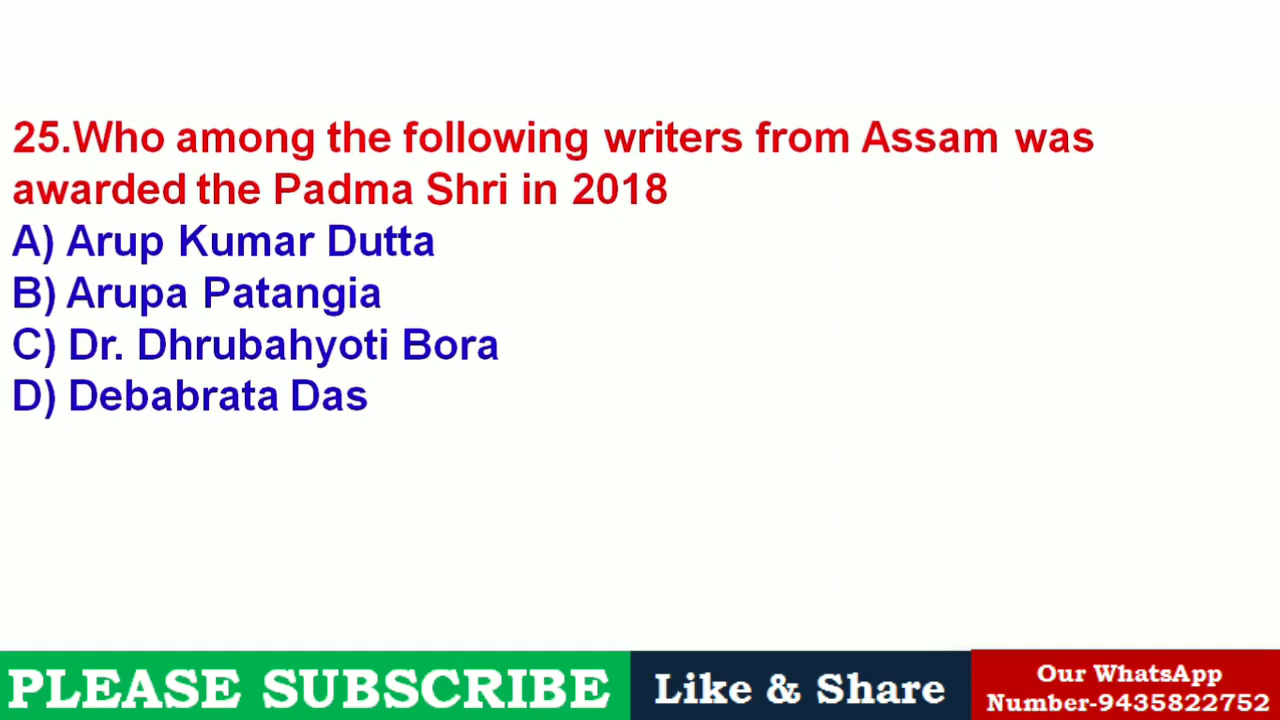 25.Who among the following writers from Assam was
awarded the Padma Shri in 2018
A) Arup Kumar Dutta
B) Arupa Patangia
C) Dr. Dhrubahyoti Bora
D) Debabrata Das
PLEASE SUBSCRIBE
Like & Share
Our WhatsApp
Number-9435822752